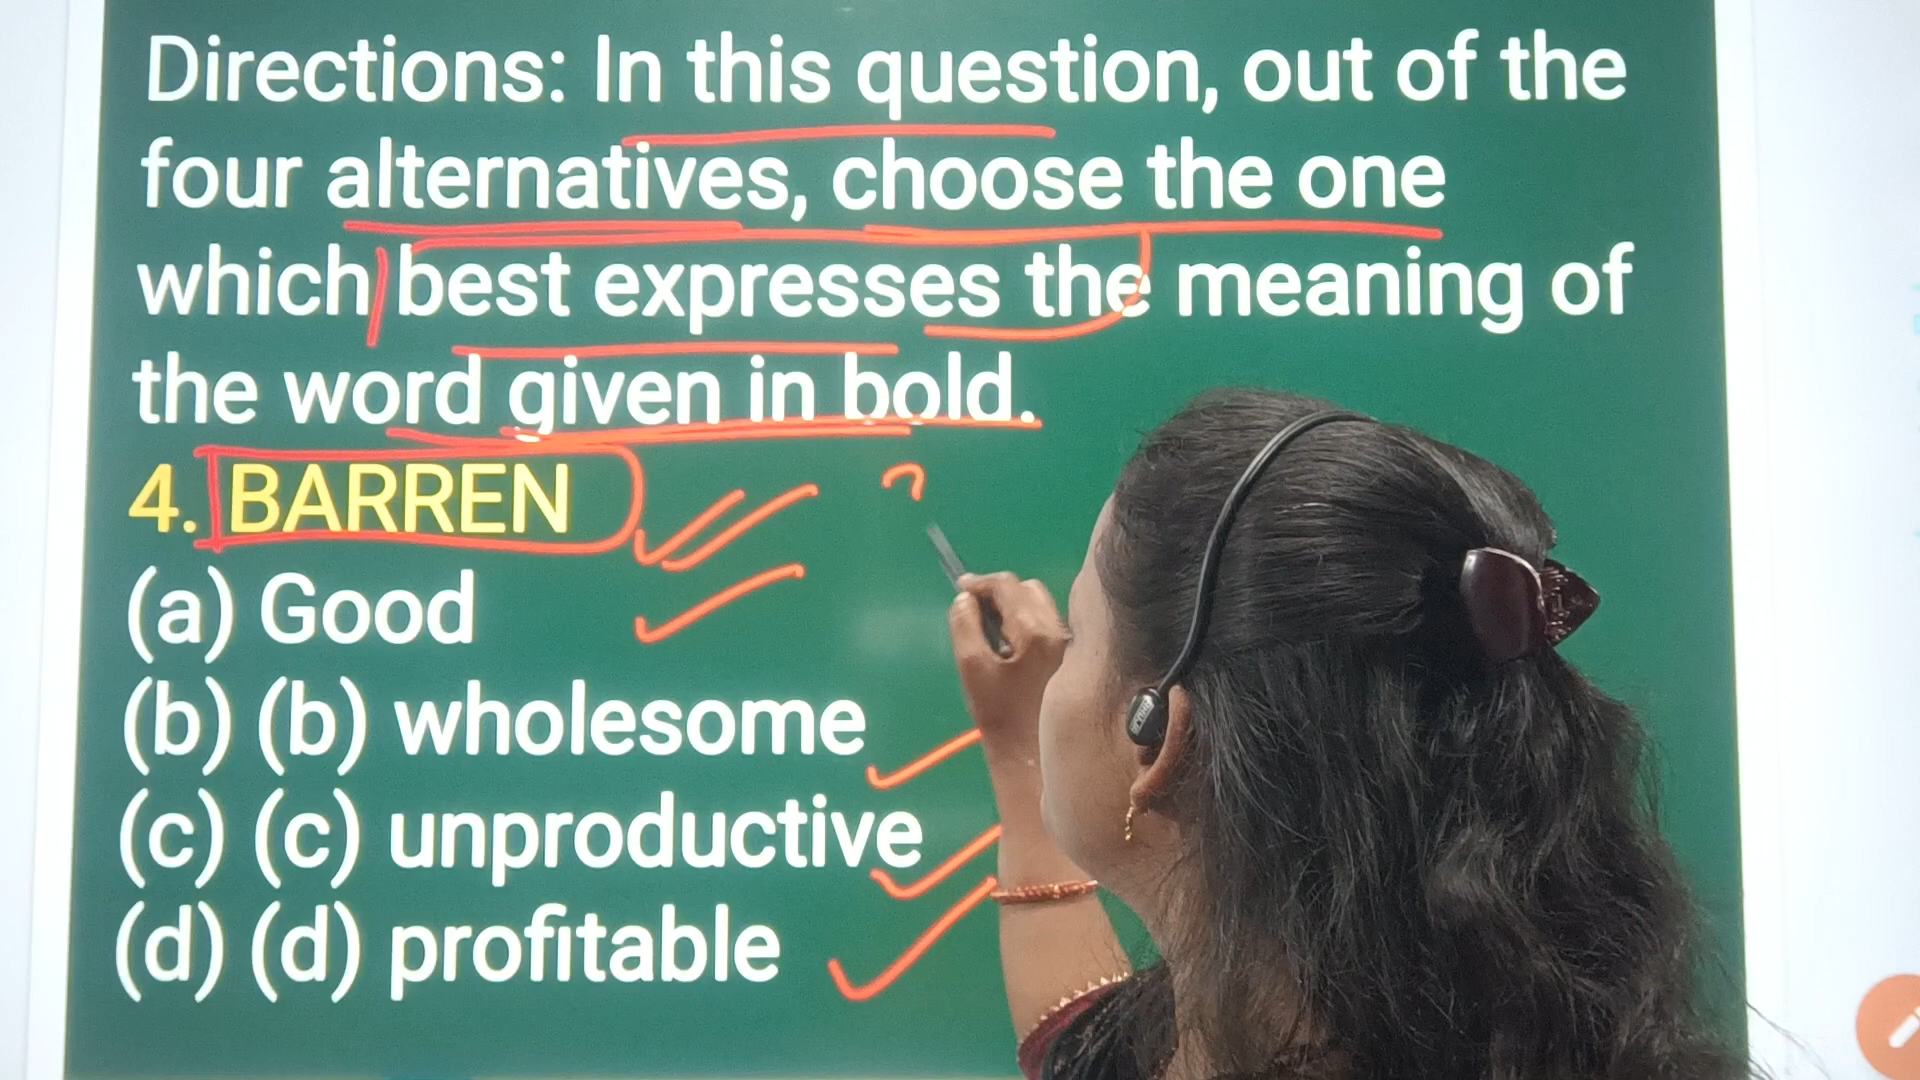 Directions: In this question, out of the
four alternatives, choose the one
which best expresses the meaning of
the word given in bold.
4. BARREN
(a) Good
(b) (b) wholesome
(c) (c) unproductive
(d) (d) profitable